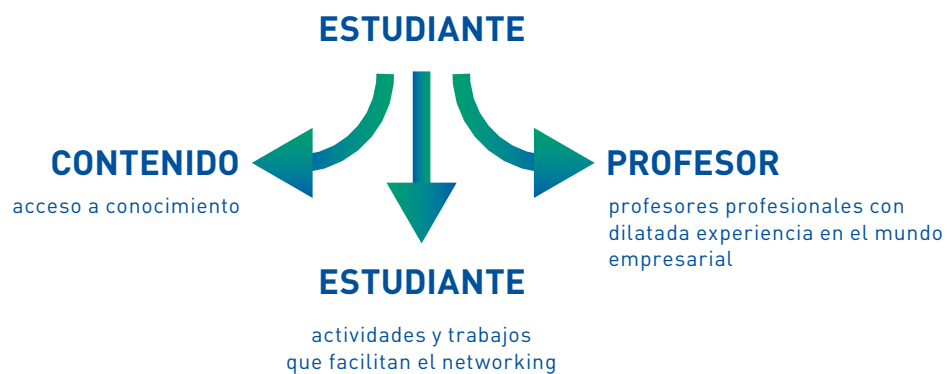 ESTUDIANTE
CONTENIDO
acceso a conocimiento
PROFESOR
profesores profesionales con
dilatada experiencia en el mundo
empresarial
ESTUDIANTE
actividades y trabajos
que facilitan el networking